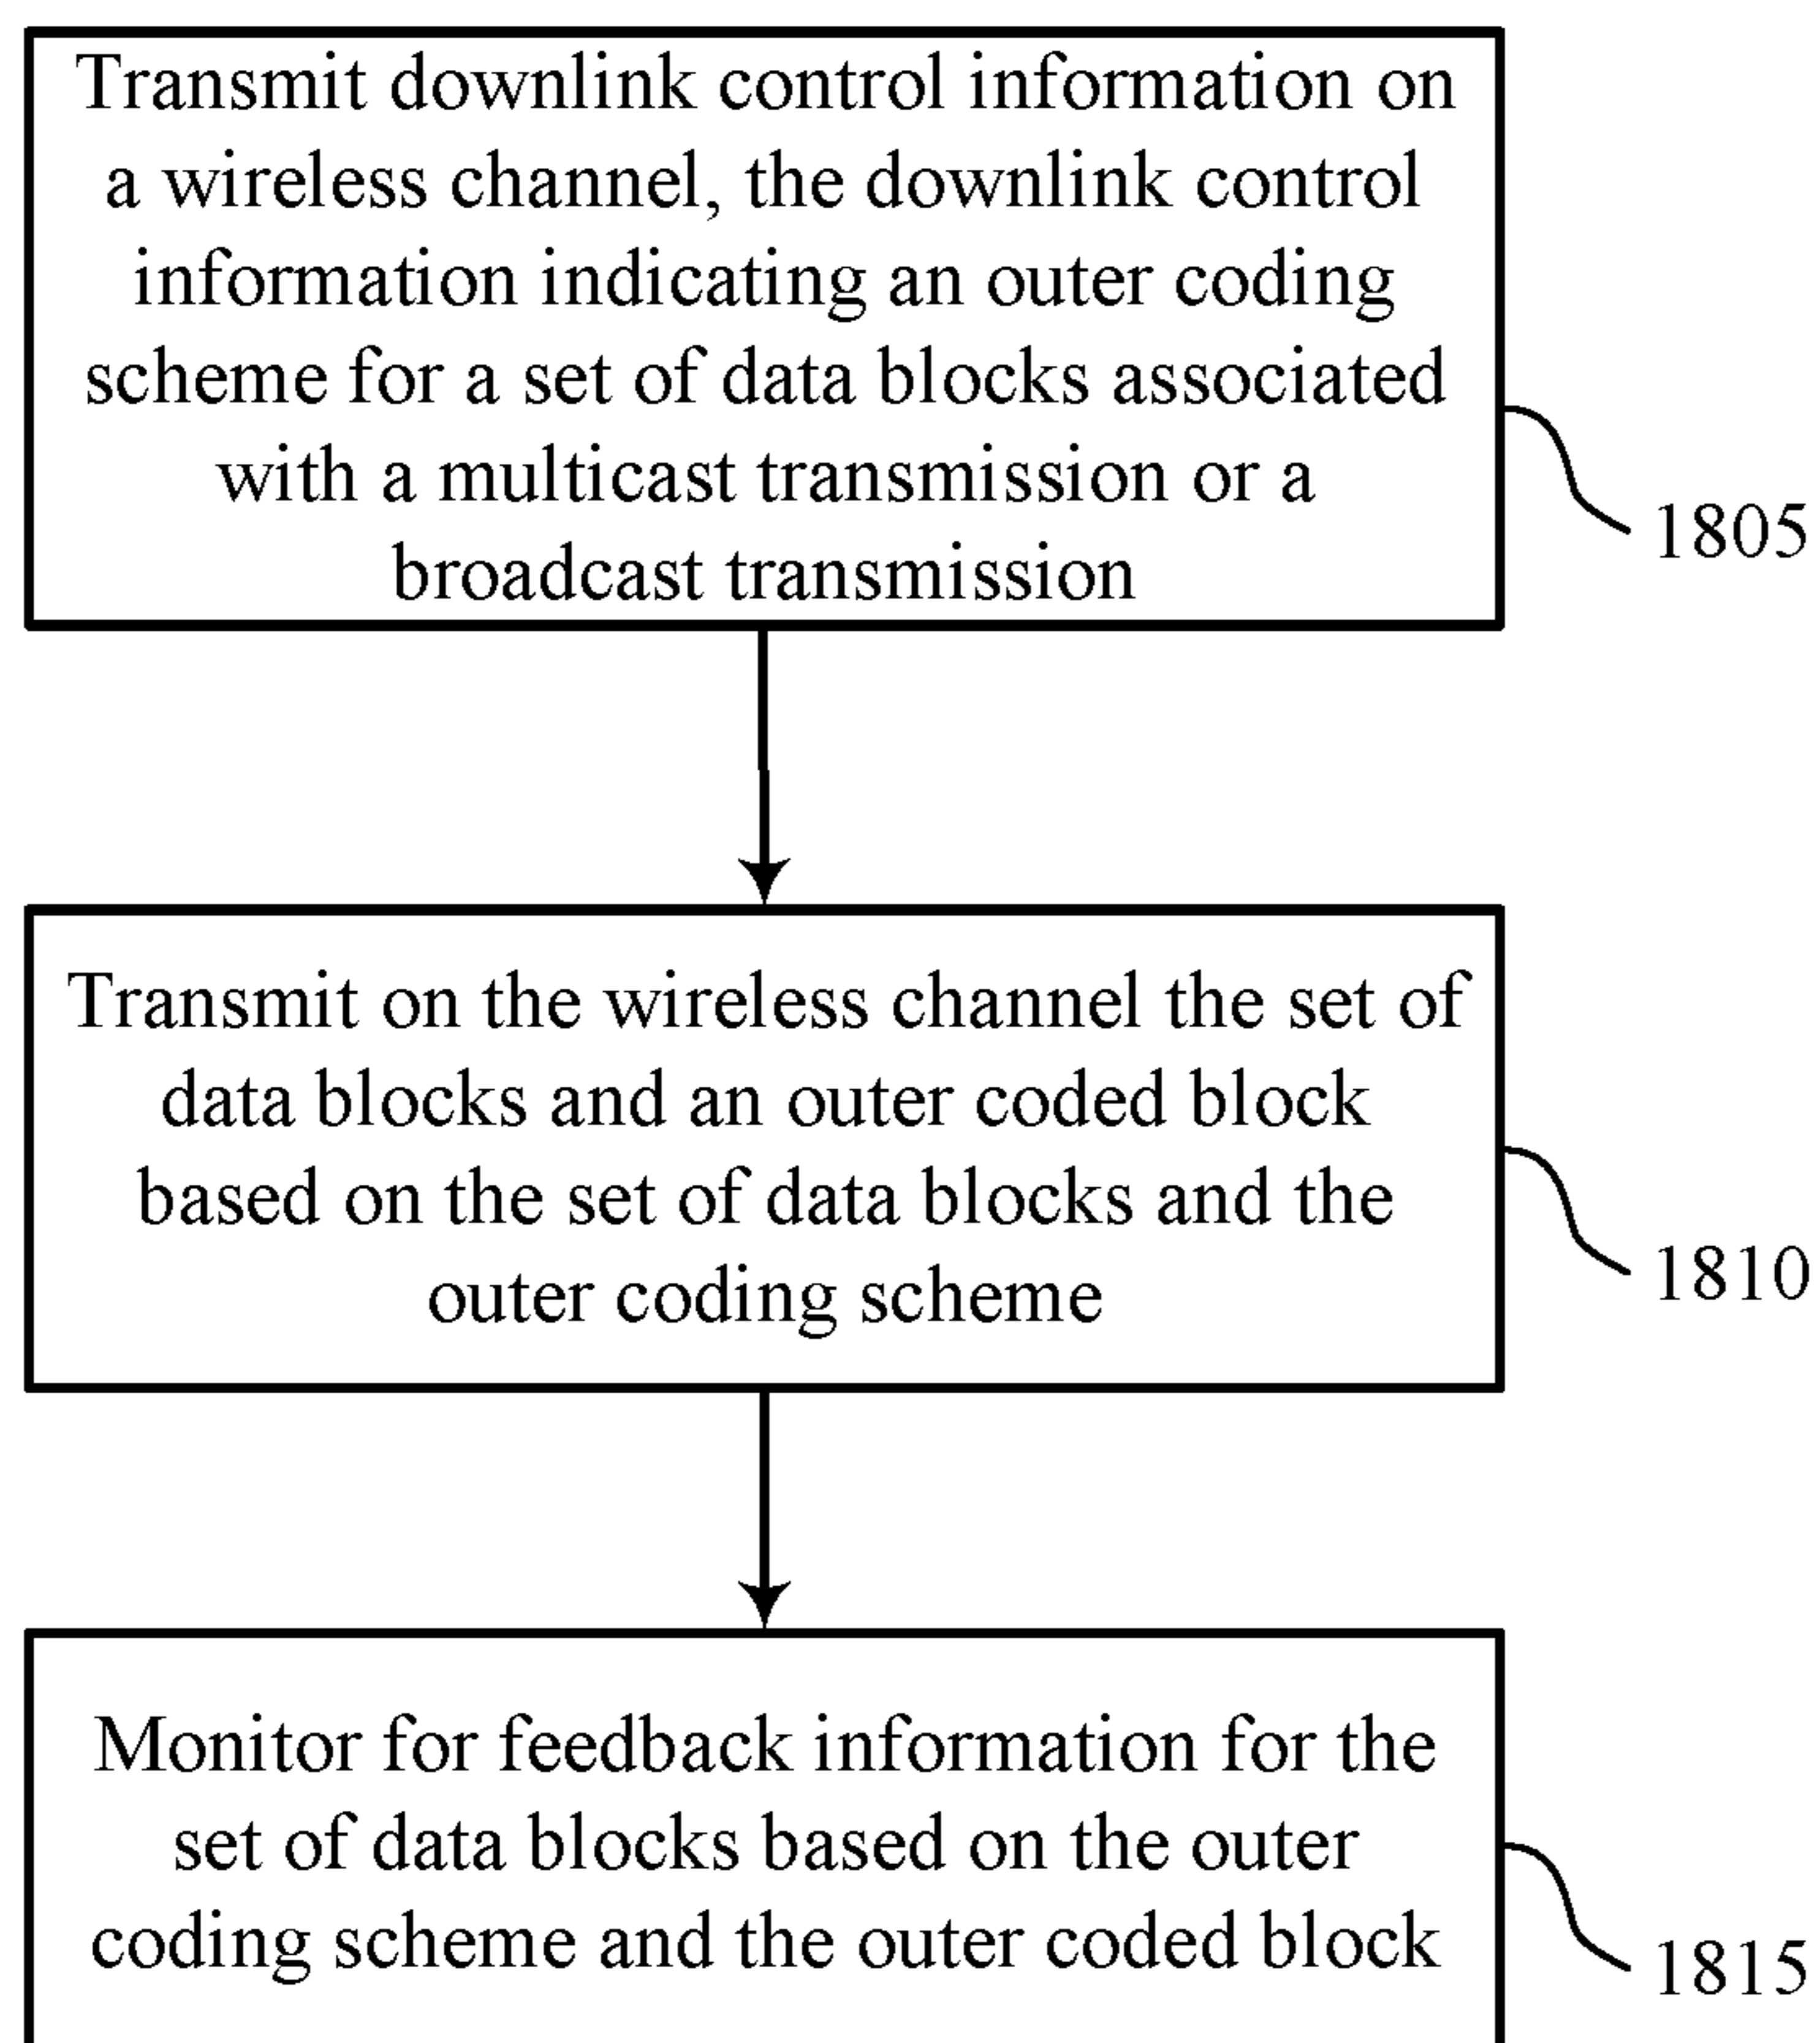 Transmit downlink control information on
a wireless channel, the downlink control
information indicating an outer coding
scheme for a set of data blocks associated
with a multicast transmission or a
broadcast transmission
1805
Transmit on the wireless channel the set of
data blocks and an outer coded block
based on the set of data blocks and the
outer coding scheme
1810
Monitor for feedback information for the
set of data blocks based on the outer
coding scheme and the outer coded block
1815